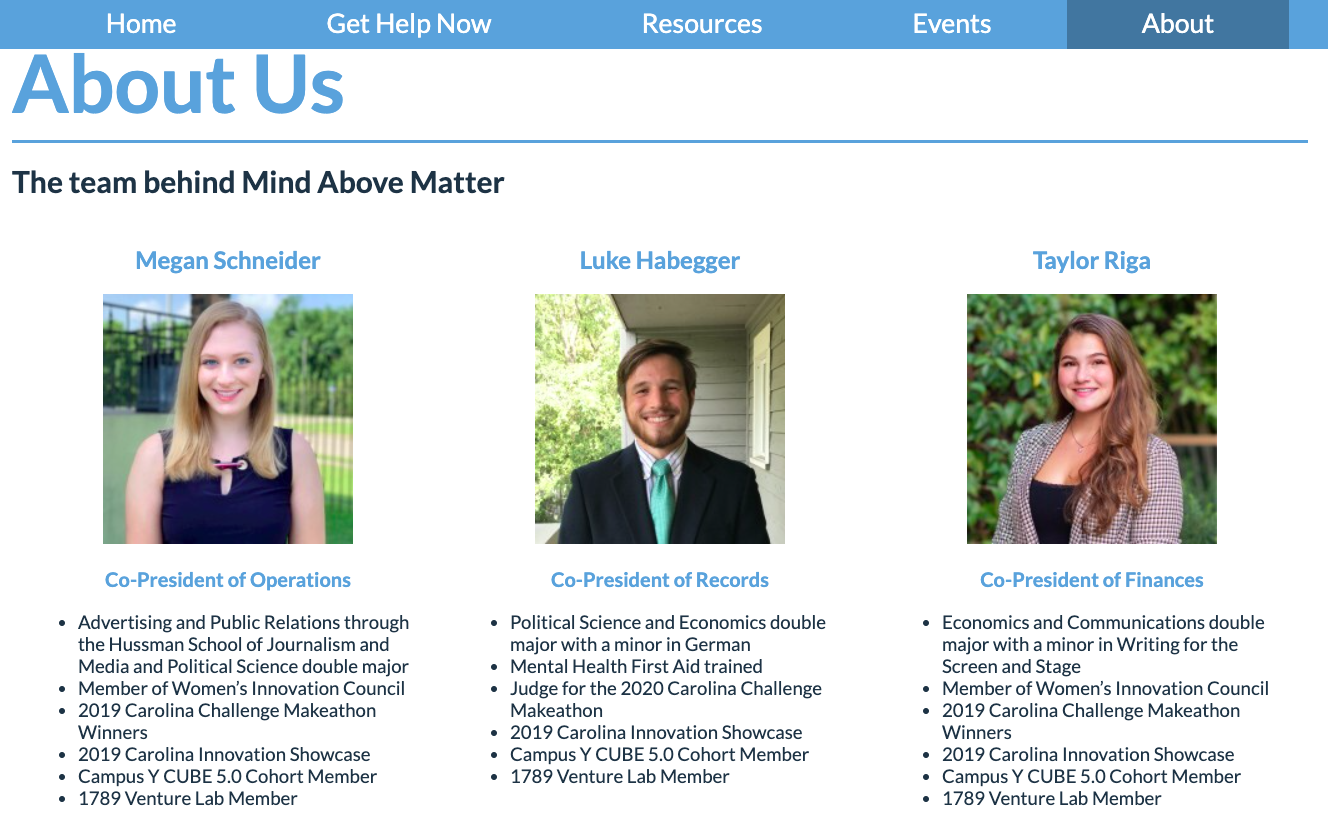 Home Get Help Now Resources Events About
About Us
The team behind Mind Above Matter
Megan Schneider
Luke Habegger
Taylor Riga
Co-President of Operations
• Advertising and Public Relations through
the Hussman School of Journalism and
Media and Political Science double major
• Member of Women’s Innovation Council
• 2019 Carolina Challenge Makeathon
Winners
• 2019 Carolina Innovation Showcase
• Campus Y CUBE 5.0 Cohort Member
• 1789 Venture Lab Member
Co-President of Records
• Political Science and Economics double
major with a minor in German
• Mental Health First Aid trained
• Judge for the 2020 Carolina Challenge
Makeathon
• 2019 Carolina Innovation Showcase
• Campus Y CUBE 5.0 Cohort Member
• 1789 Venture Lab Member
Co-President of Finances
• Economics and Communications double
major with a minor in Writing for the
Screen and Stage
• Member of Women’s Innovation Council
• 2019 Carolina Challenge Makeathon
Winners
• 2019 Carolina Innovation Showcase
• Campus Y CUBE 5.0 Cohort Member
• 1789 Venture Lab Member